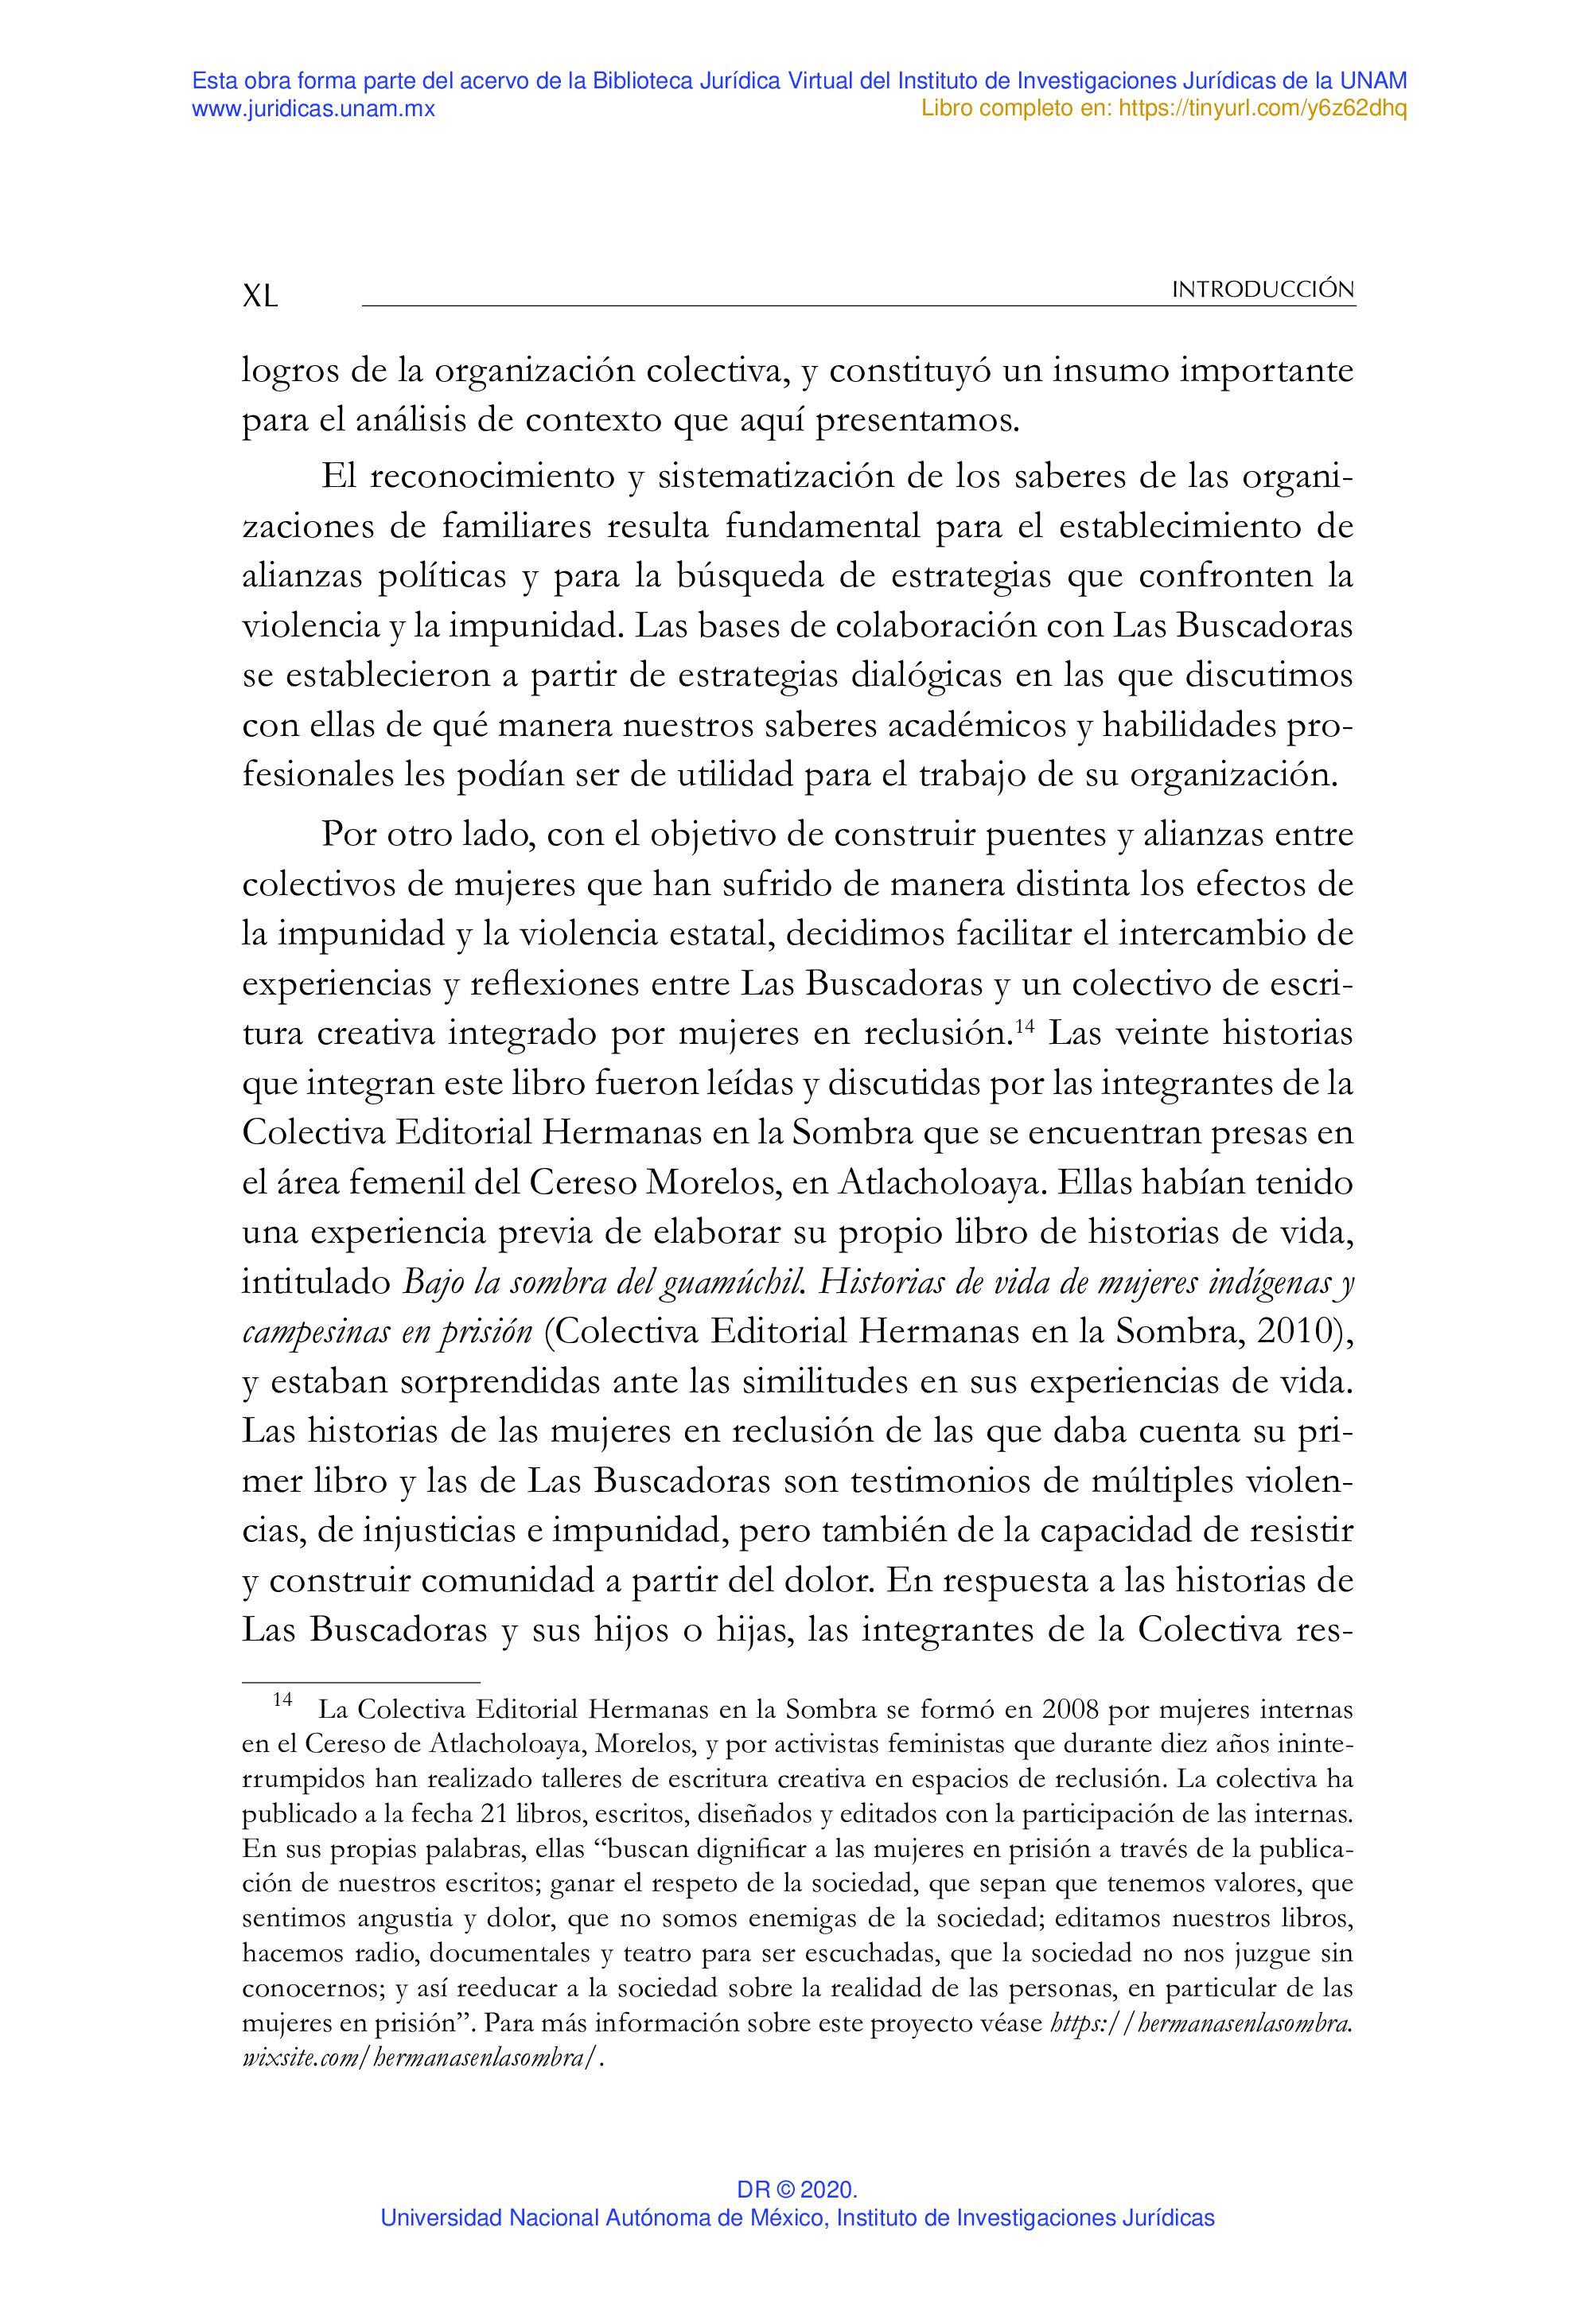 Esta obra forma parte del acervo de la Biblioteca Jurídica Virtual del Instituto de Investigaciones Jurídicas de la UNAM
www.juridicas.unam.mx
Libro completo en: https://tinyurl.com/y6z62dhq
XL
INTRODUCCIÓN
logros de la organización colectiva, y constituyó un insumo importante
para el análisis de contexto que aquí presentamos.
El reconocimiento y sistematización de los saberes de las organi-
zaciones de familiares resulta fundamental para el establecimiento de
alianzas políticas y para la búsqueda de estrategias que confronten la
violencia y la impunidad. Las bases de colaboración con Las Buscadoras
se establecieron a partir de estrategias dialógicas en las que discutimos
con ellas de qué manera nuestros saberes académicos y habilidades pro-
fesionales les podían ser de utilidad para el trabajo de su organización.
Por otro lado, con el objetivo de construir puentes y alianzas entre
colectivos de mujeres que han sufrido de manera distinta los efectos de
la impunidad y la violencia estatal, decidimos facilitar el intercambio de
experiencias y reflexiones entre Las Buscadoras y un colectivo de escri-
tura creativa integrado por mujeres en reclusión.14 Las veinte historias
que integran este libro fueron leídas y discutidas por las integrantes de la
Colectiva Editorial Hermanas en la Sombra que se encuentran presas en
el área femenil del Cereso Morelos, en Atlacholoaya. Ellas habían tenido
una experiencia previa de elaborar su propio libro de historias de vida,
intitulado Bajo la sombra del guamúchil. Historias de vida de mujeres indígenas y
campesinas en prisión (Colectiva Editorial Hermanas en la Sombra, 2010),
y estaban sorprendidas ante las similitudes en sus experiencias de vida.
Las historias de las mujeres en reclusión de las que daba cuenta su pri-
mer libro y las de Las Buscadoras son testimonios de múltiples violen-
cias, de injusticias e impunidad, pero también de la capacidad de resistir
y construir comunidad a partir del dolor. En respuesta a las historias de
Las Buscadoras y sus hijos o hijas, las integrantes de la Colectiva res-
14 La Colectiva Editorial Hermanas en la Sombra se formó en 2008 por mujeres internas
en el Cereso de Atlacholoaya, Morelos, y por activistas feministas que durante diez años ininte-
rrumpidos han realizado talleres de escritura creativa en espacios de reclusión. La colectiva ha
publicado a la fecha 21 libros, escritos, diseñados y editados con la participación de las internas.
En sus propias palabras, ellas “buscan dignificar a las mujeres en prisión a través de la publica-
ción de nuestros escritos; ganar el respeto de la sociedad, que sepan que tenemos valores, que
sentimos angustia y dolor, que no somos enemigas de la sociedad; editamos nuestros libros,
hacemos radio, documentales y teatro para ser escuchadas, que la sociedad no nos juzgue sin
conocernos; y así reeducar a la sociedad sobre la realidad de las personas, en particular de las
mujeres en prisión”. Para más información sobre este proyecto véase https://hermanasenlasombra.
wixsite.com/hermanasenlasombra/.
DR © 2020.
Universidad Nacional Autónoma de México, Instituto de Investigaciones Jurídicas